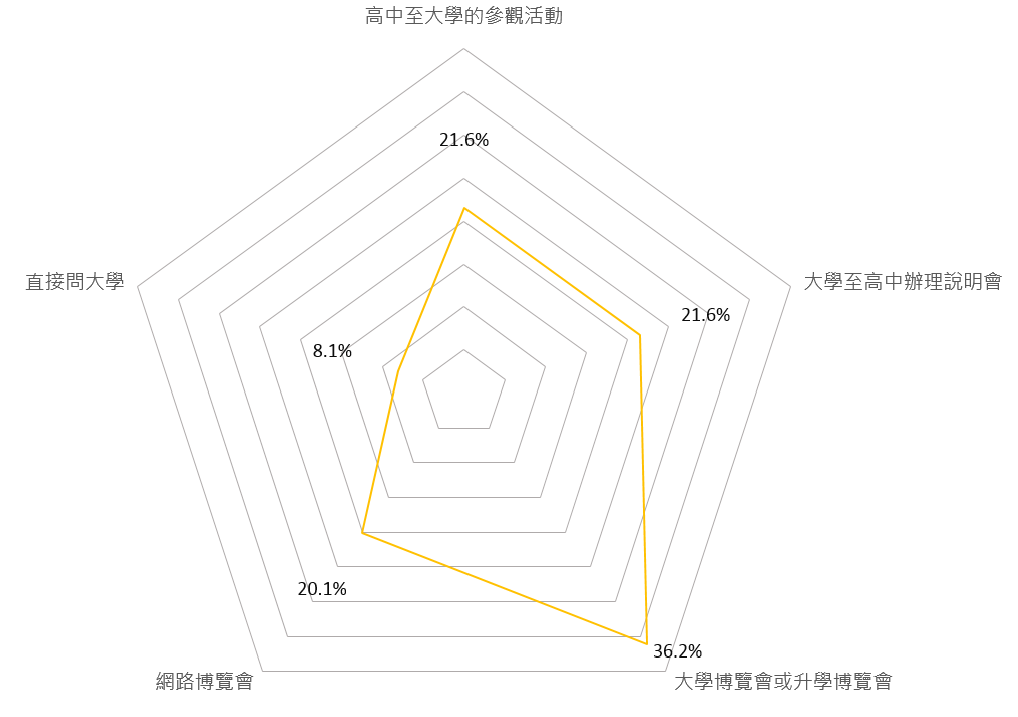 高中至大學的參觀活動
21.6%
大學至高中辦理說明會
21.6%
直接問大學
8.1%
20.1%
36.2%
網路博覽會
大學博覽會或升學博覽會